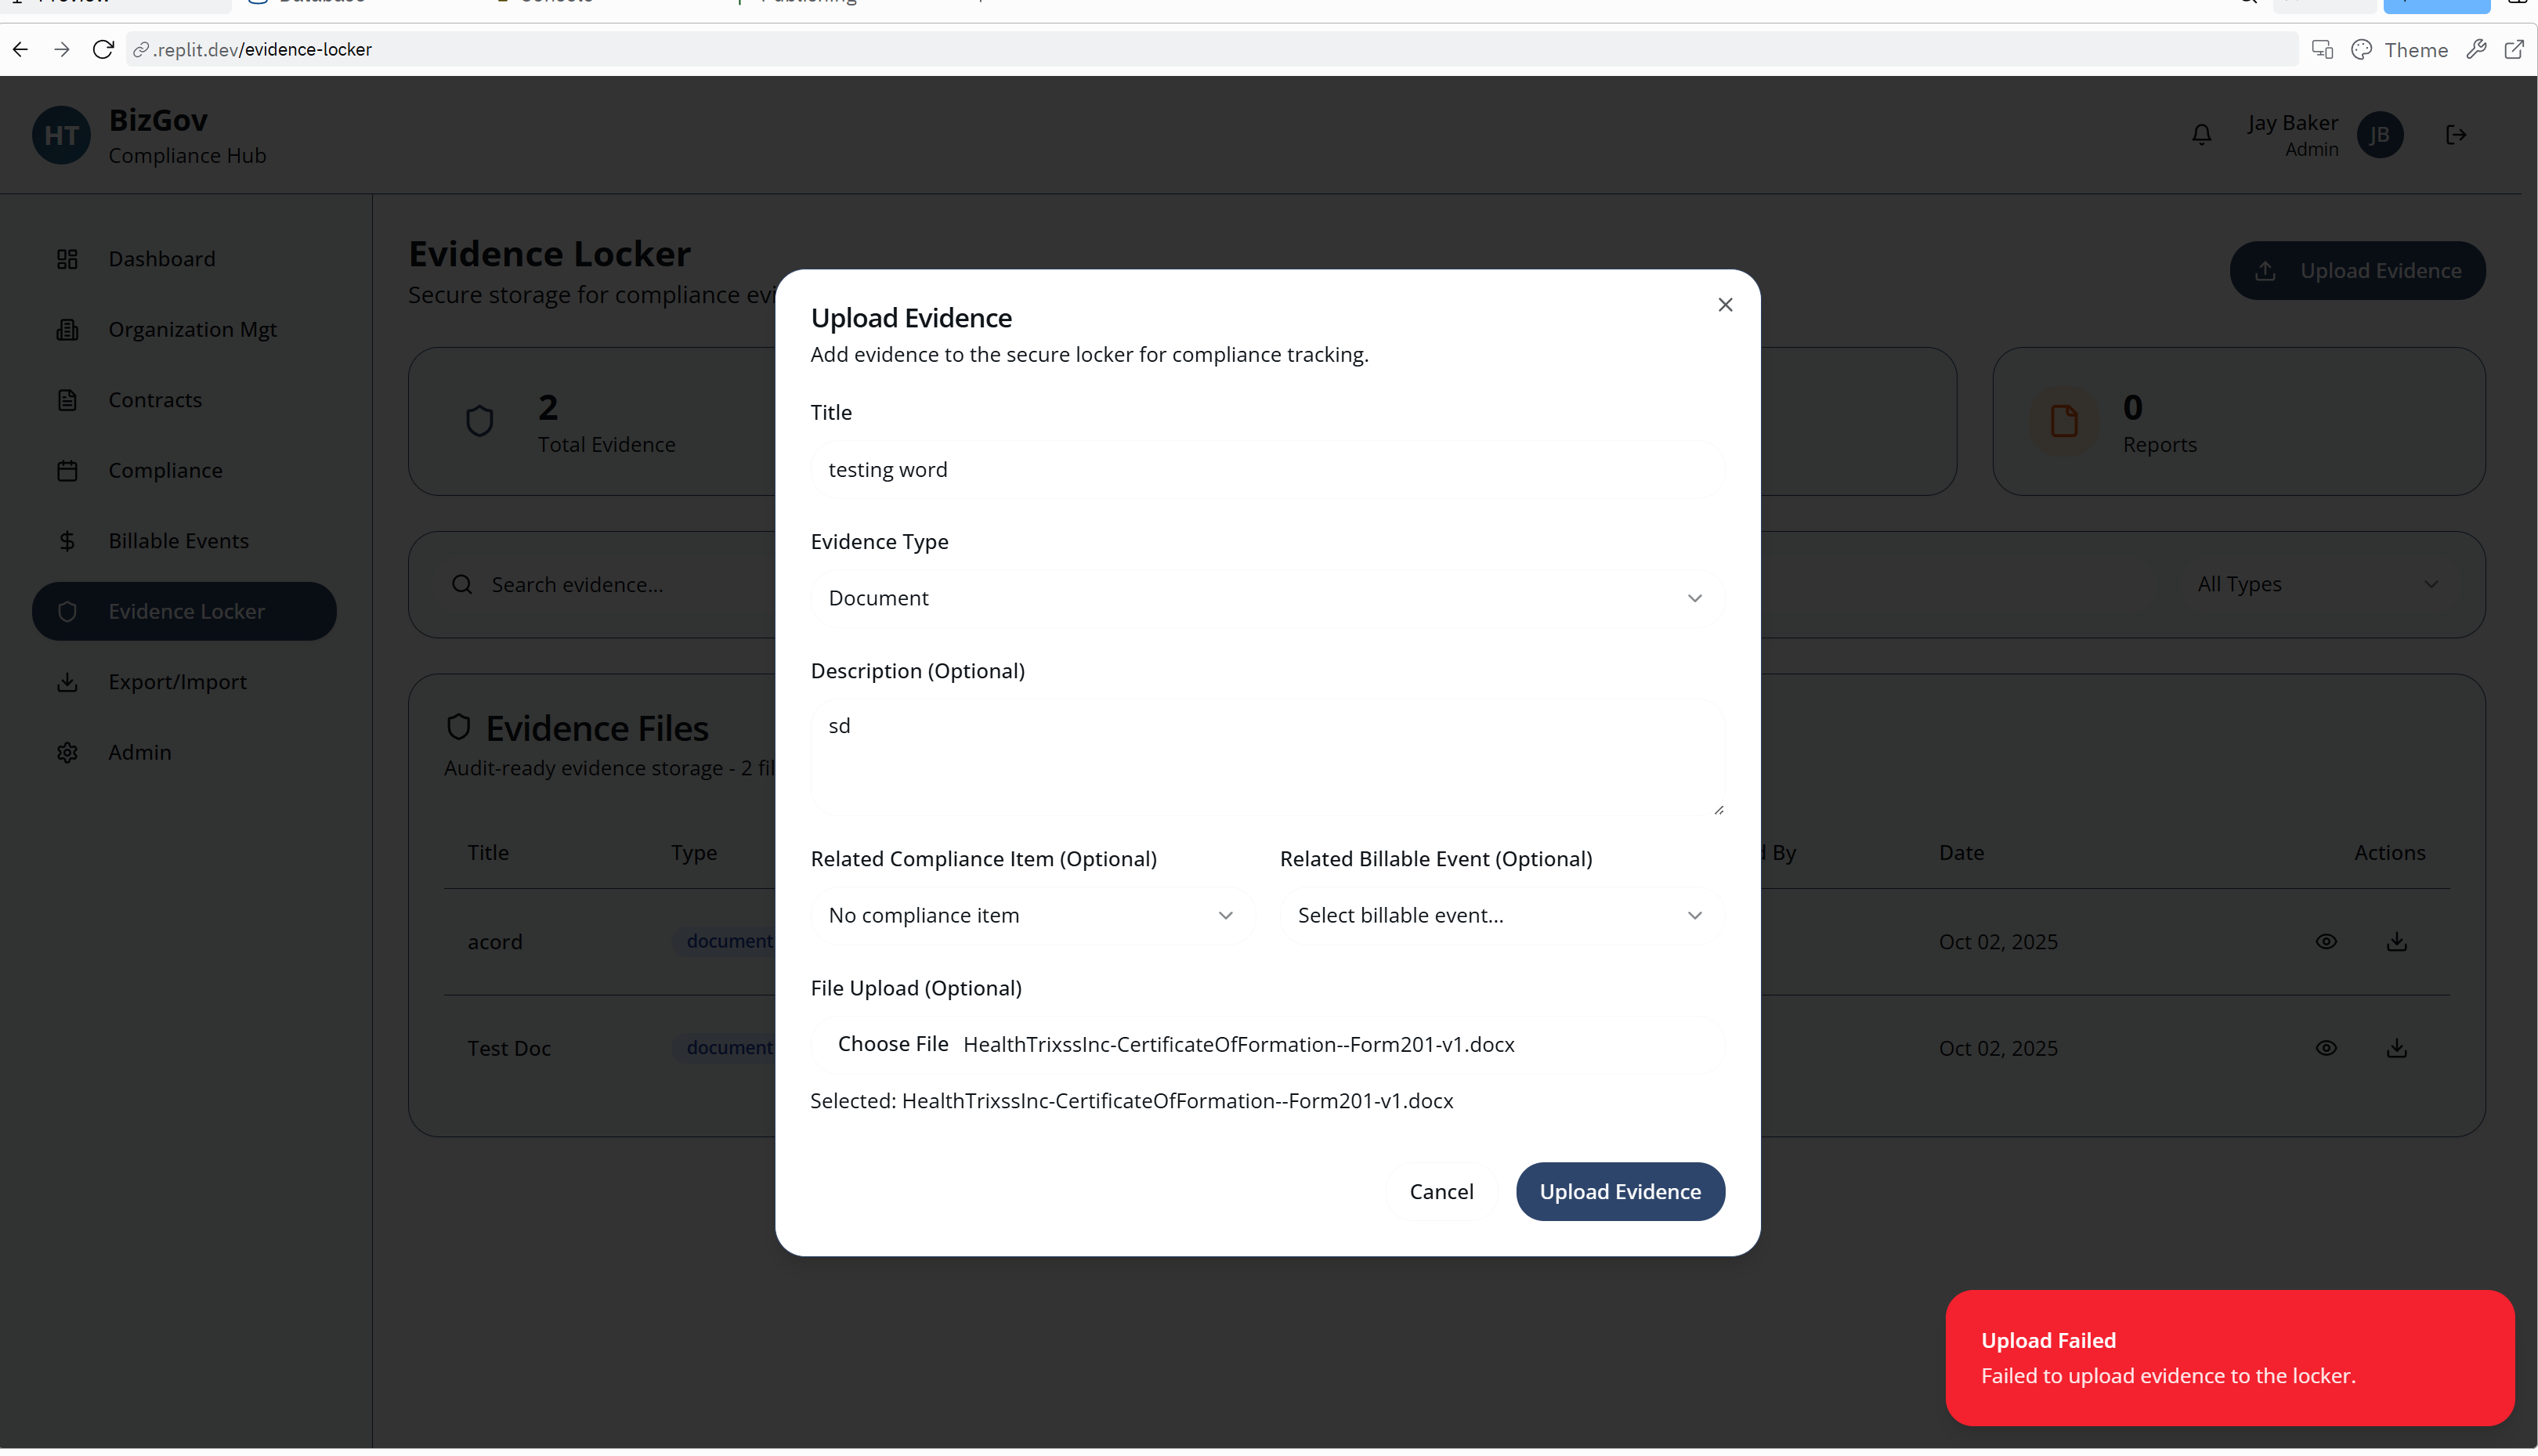 Preview Database Console Publishing
.replit.dev/evidence-locker
Theme
HT
BizGov
Compliance Hub
Jay Baker
Admin
JB
Dashboard
Organization Mgt
Contracts
Compliance
Billable Events
Evidence Locker
Export/Import
Admin
Evidence Locker
Secure storage for compliance evi
Upload Evidence
2
Total Evidence
0
Reports
Search evidence...
All Types
Evidence Files
Audit-ready evidence storage - 2 fil
Title Type d By Date Actions
acord document Oct 02, 2025
Test Doc document Oct 02, 2025
Upload Evidence
Add evidence to the secure locker for compliance tracking.
Title
testing word
Evidence Type
Document
Description (Optional)
sd
Related Compliance Item (Optional) Related Billable Event (Optional)
No compliance item Select billable event...
File Upload (Optional)
Choose File HealthTrixssInc-CertificateOfFormation--Form201-v1.docx
Selected: HealthTrixssInc-CertificateOfFormation--Form201-v1.docx
Cancel Upload Evidence
Upload Failed
Failed to upload evidence to the locker.